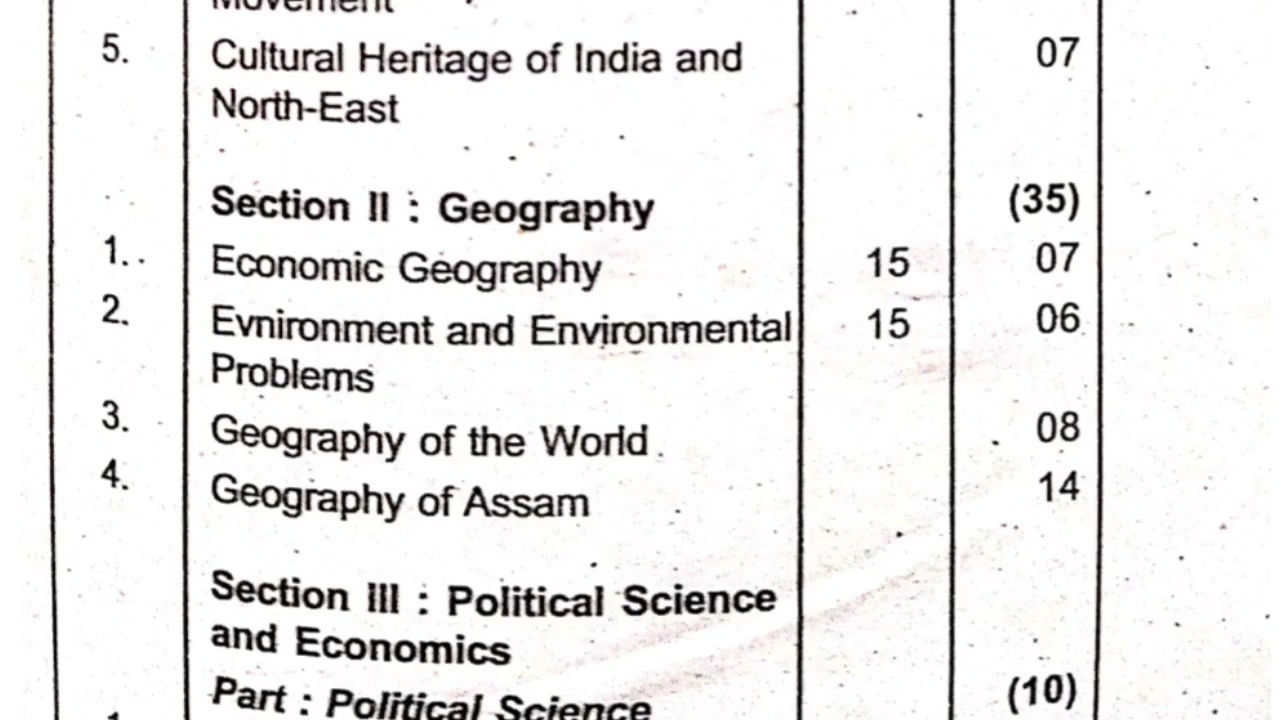 Movement
5. Cultural Heritage of India and 07
North-East
Section II : Geography (35)
1. Economic Geography 15 07
2. Evnironment and Environmental 15 06
Problems
3. Geography of the World 08
4. Geography of Assam 14
Section III : Political Science
and Economics
Part : Political Science (10)
1.